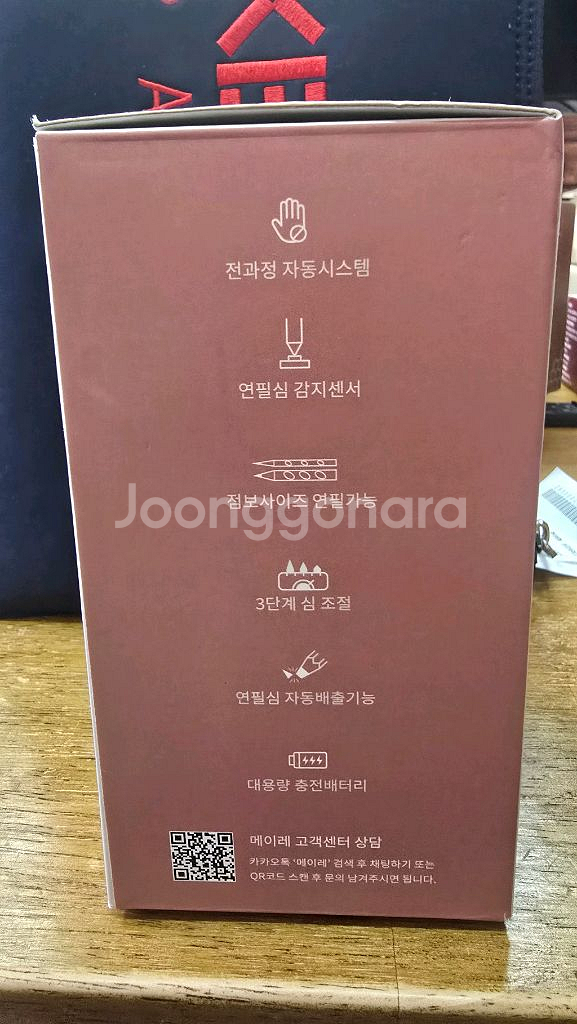 전과정 자동시스템
연필심 감지센서
점보사이즈 연필가능
Joonggonara
3단계 심 조절
연필심 자동배출기능
대용량 충전배터리
메이레 고객센터 상담
카카오톡 '메이레' 검색 후 채팅하기 또는
QR코드 스캔 후 문의 남겨주시면 됩니다.